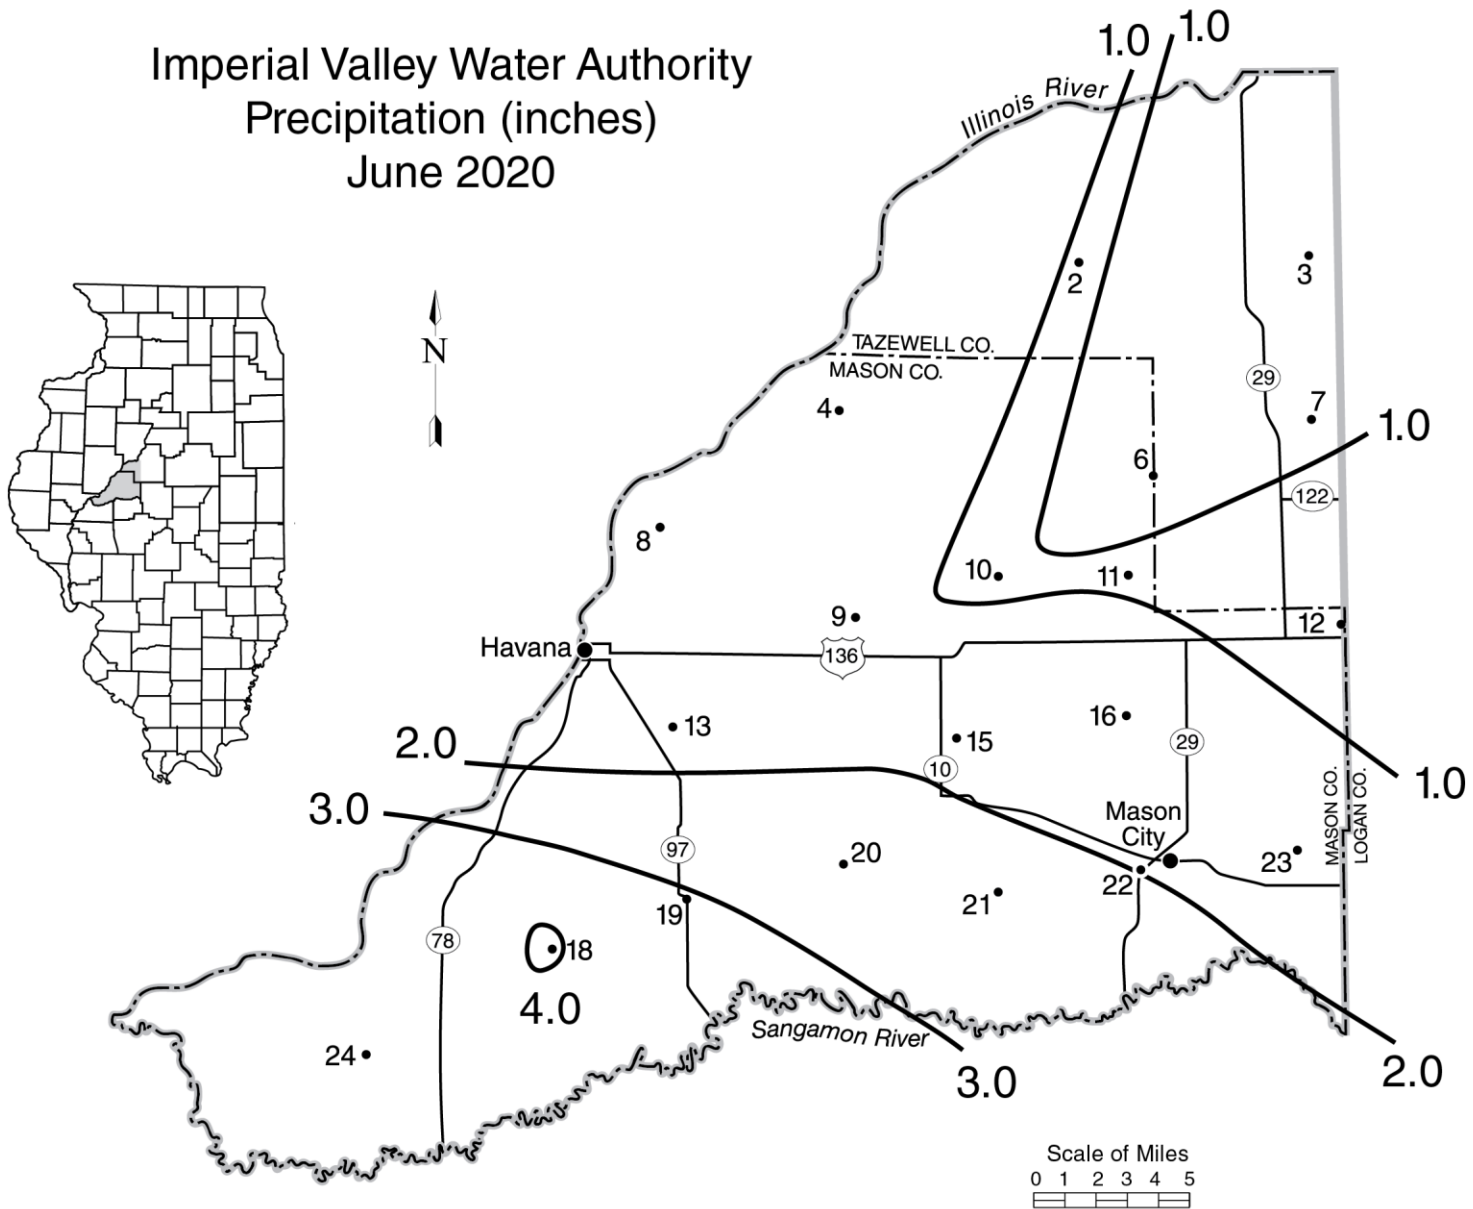 Imperial Valley Water Authority
Precipitation (inches)
June 2020
1.0
1.0
Illinois River
2
3
N
TAZEWELL CO.
MASON CO.
29
4
7
1.0
6
122
8
10
11
9
12
Havana
136
13
16
15
29
2.0
10
1.0
3.0
Mason
City
MASON CO.
LOGAN CO.
97
20
23
22
19
21
78
18
4.0
Sangamon River
24
3.0
2.0
Scale of Miles
0 1 2 3 4 5